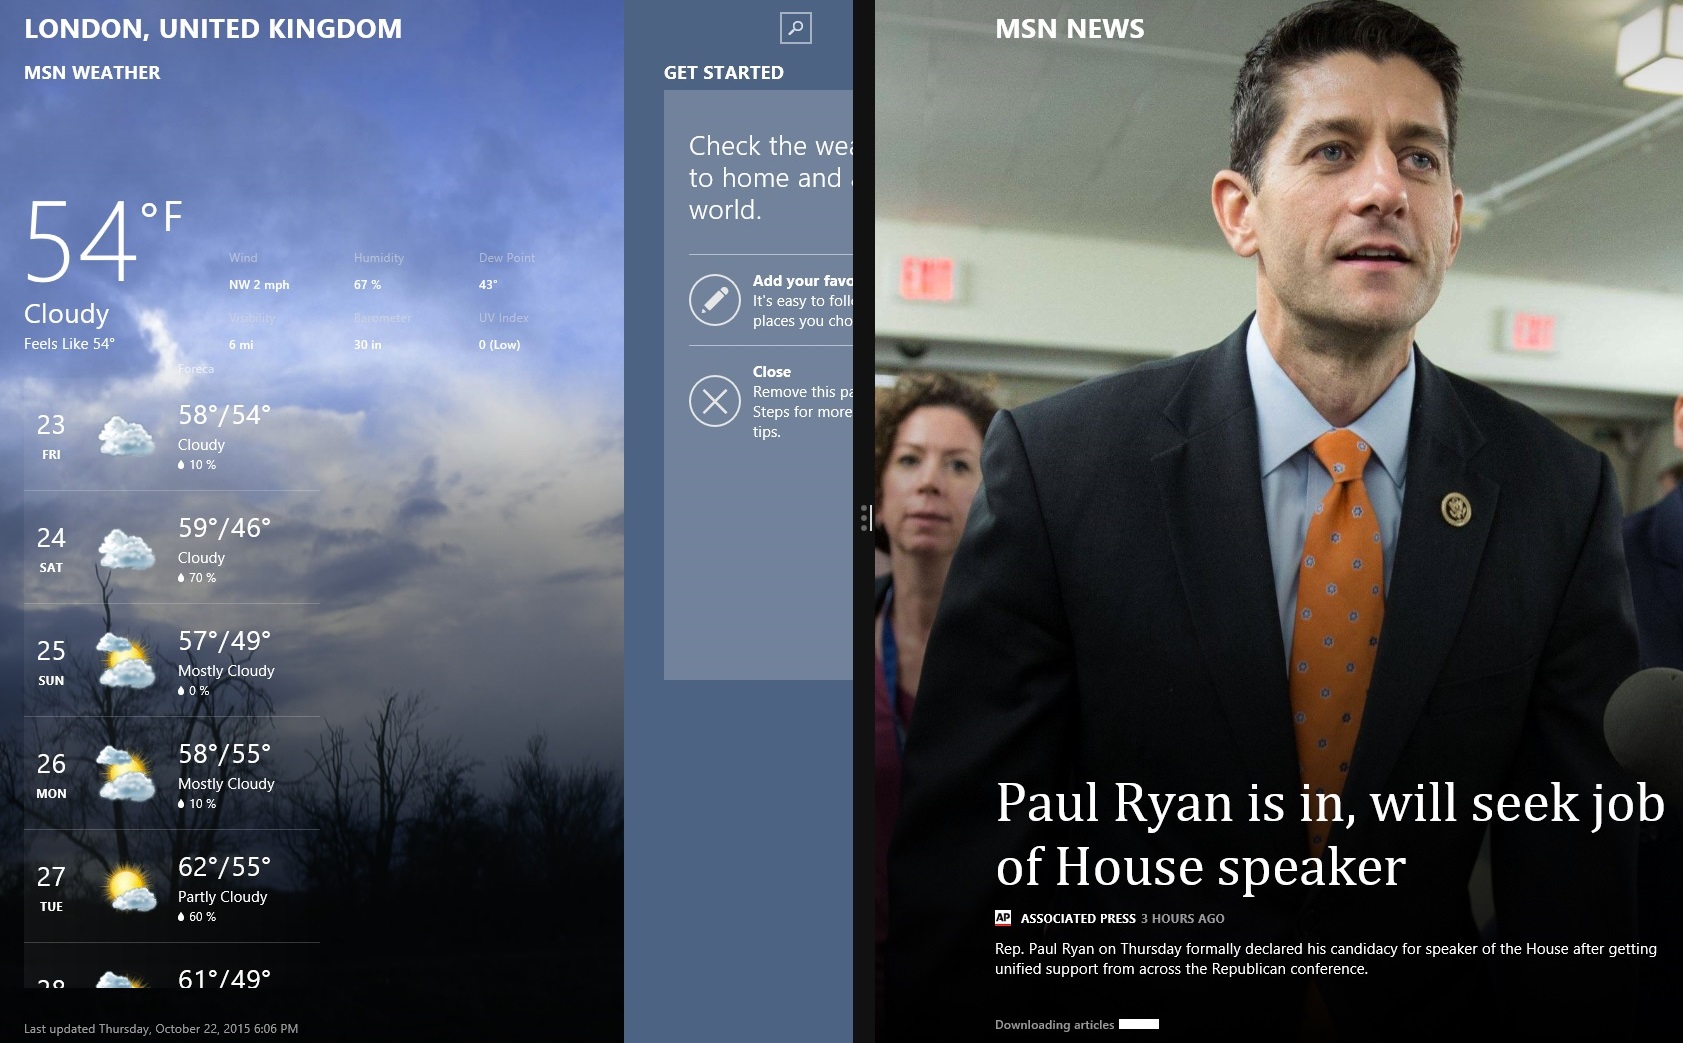 LONDON, UNITED KINGDOM
MSN WEATHER
54°F
Cloudy
Feels Like 54°
Wind
NW 2 mph
Humidity
67 %
Dew Point
43°
Visibility
6 mi
Barometer
30 in
UV Index
0 (Low)
Foreca
23
FRI
58°/54°
Cloudy
10 %
24
SAT
59°/46°
Cloudy
70 %
25
SUN
57°/49°
Mostly Cloudy
0 %
26
MON
58°/55°
Mostly Cloudy
10 %
27
TUE
62°/55°
Partly Cloudy
60 %
28
61°/49°
Last updated Thursday, October 22, 2015 6:06 PM
GET STARTED
Check the wea
to home and a
world.
Add your favo
It's easy to foll
places you cho
Close
Remove this pa
Steps for more
tips.
MSN NEWS
EXIT
EXIT
Paul Ryan is in, will seek job
of House speaker
AP ASSOCIATED PRESS 3 HOURS AGO
Rep. Paul Ryan on Thursday formally declared his candidacy for speaker of the House after getting
unified support from across the Republican conference.
Downloading articles